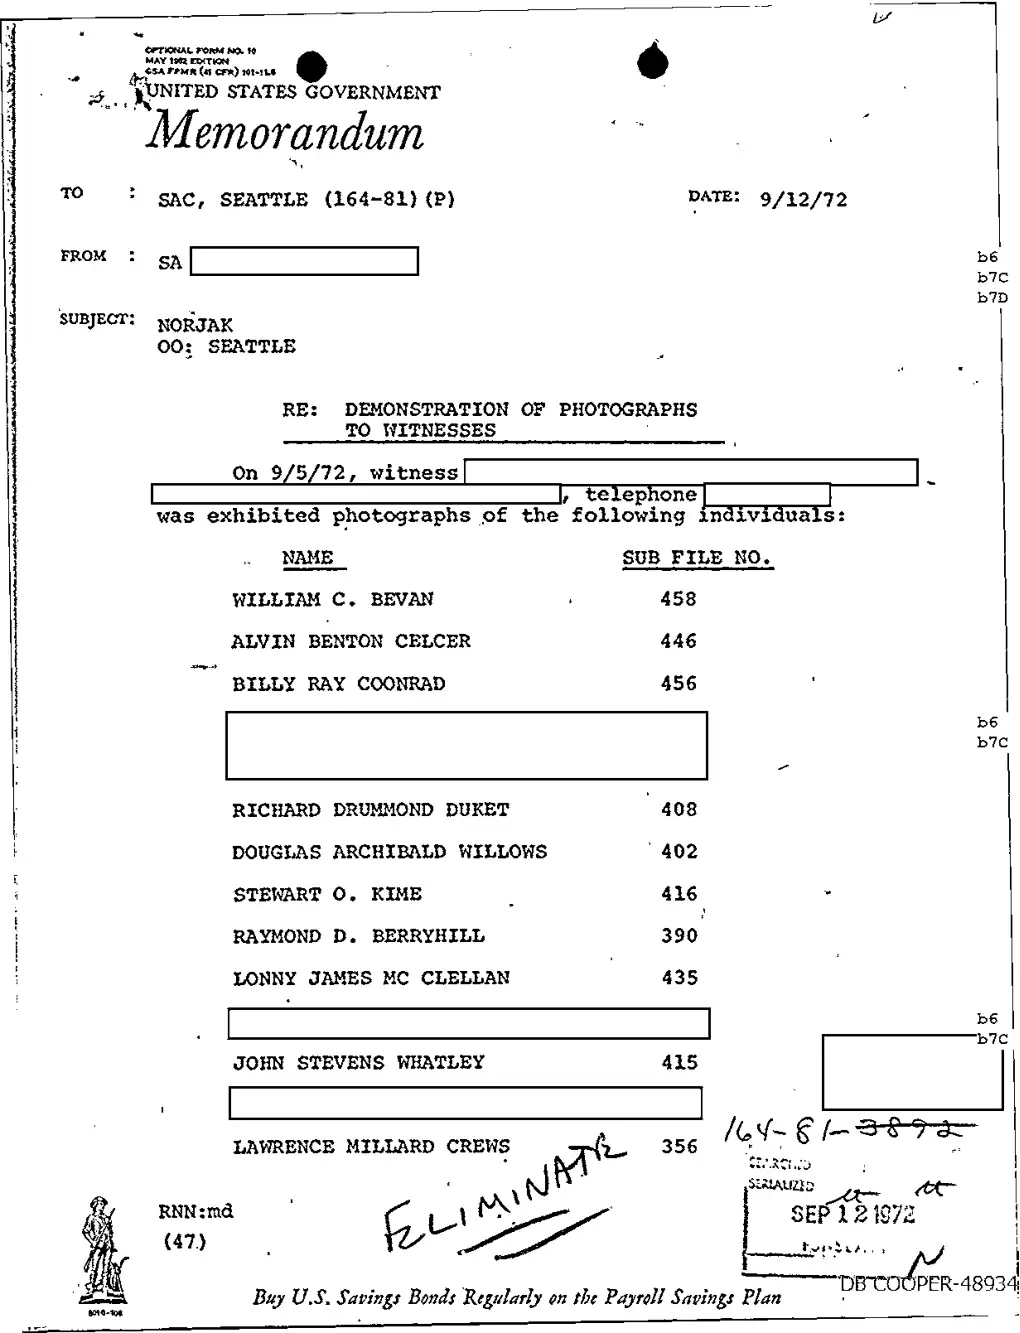 OPTIONAL FORM NO. 10
MAY 1962 EDITION
GSA FPMR (41 CFR) 101-11.6
UNITED STATES GOVERNMENT
Memorandum
TO : SAC, SEATTLE (164-81)(P) DATE: 9/12/72
FROM : SA
b6
b7C
b7D
SUBJECT: NORJAK
OO: SEATTLE
RE: DEMONSTRATION OF PHOTOGRAPHS
TO WITNESSES
On 9/5/72, witness
, telephone
was exhibited photographs of the following individuals:
NAME SUB FILE NO.
WILLIAM C. BEVAN 458
ALVIN BENTON CELCER 446
BILLY RAY COONRAD 456
b6
b7C
RICHARD DRUMMOND DUKET 408
DOUGLAS ARCHIBALD WILLOWS 402
STEWART O. KIME 416
RAYMOND D. BERRYHILL 390
LONNY JAMES MC CLELLAN 435
b6
b7C
JOHN STEVENS WHATLEY 415
164-81-3892
LAWRENCE MILLARD CREWS 356
ELIMINATE
SEARCHED
SERIALIZED
RNN:md
(47)
SEP 12 1972
N
DB COOPER-48934
Buy U.S. Savings Bonds Regularly on the Payroll Savings Plan
5010-108